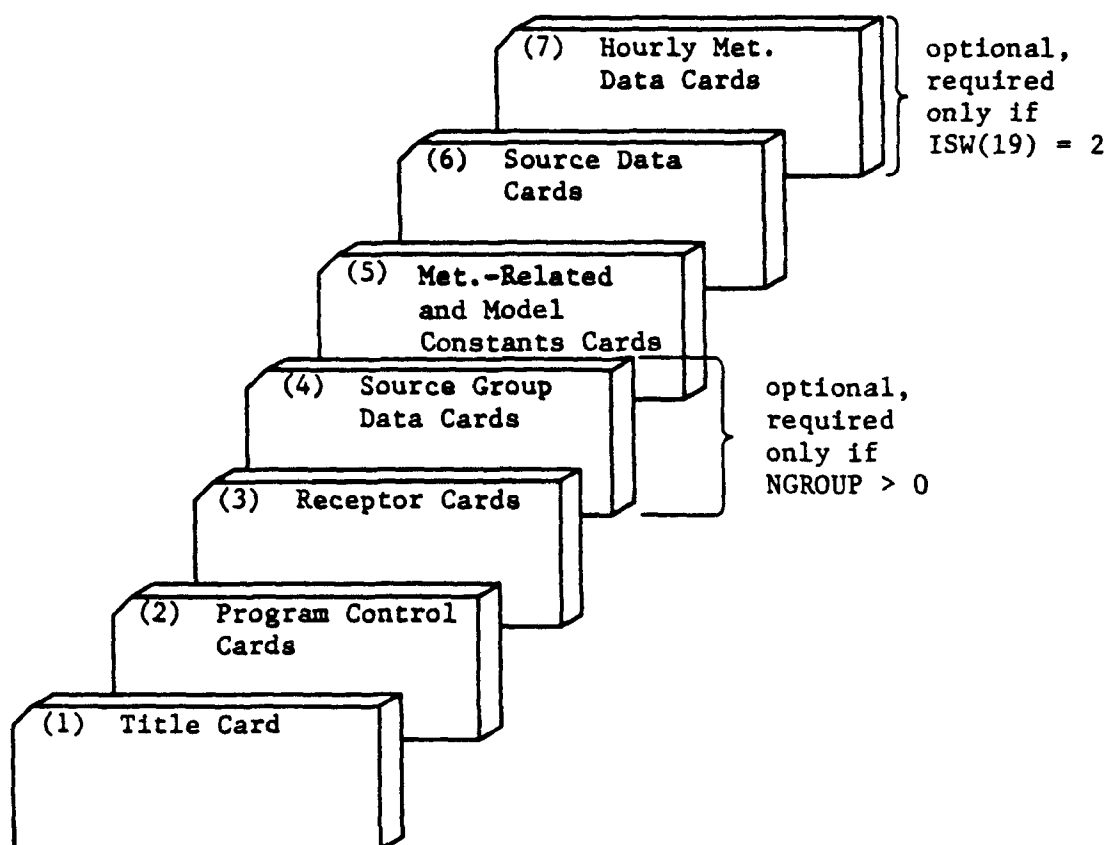 (7) Hourly Met.
Data Cards
optional,
required
only if
ISW(19) = 2
(6) Source Data
Cards
(5) Met.-Related
and Model
Constants Cards
(4) Source Group
Data Cards
optional,
required
only if
NGROUP > 0
(3) Receptor Cards
(2) Program Control
Cards
(1) Title Card